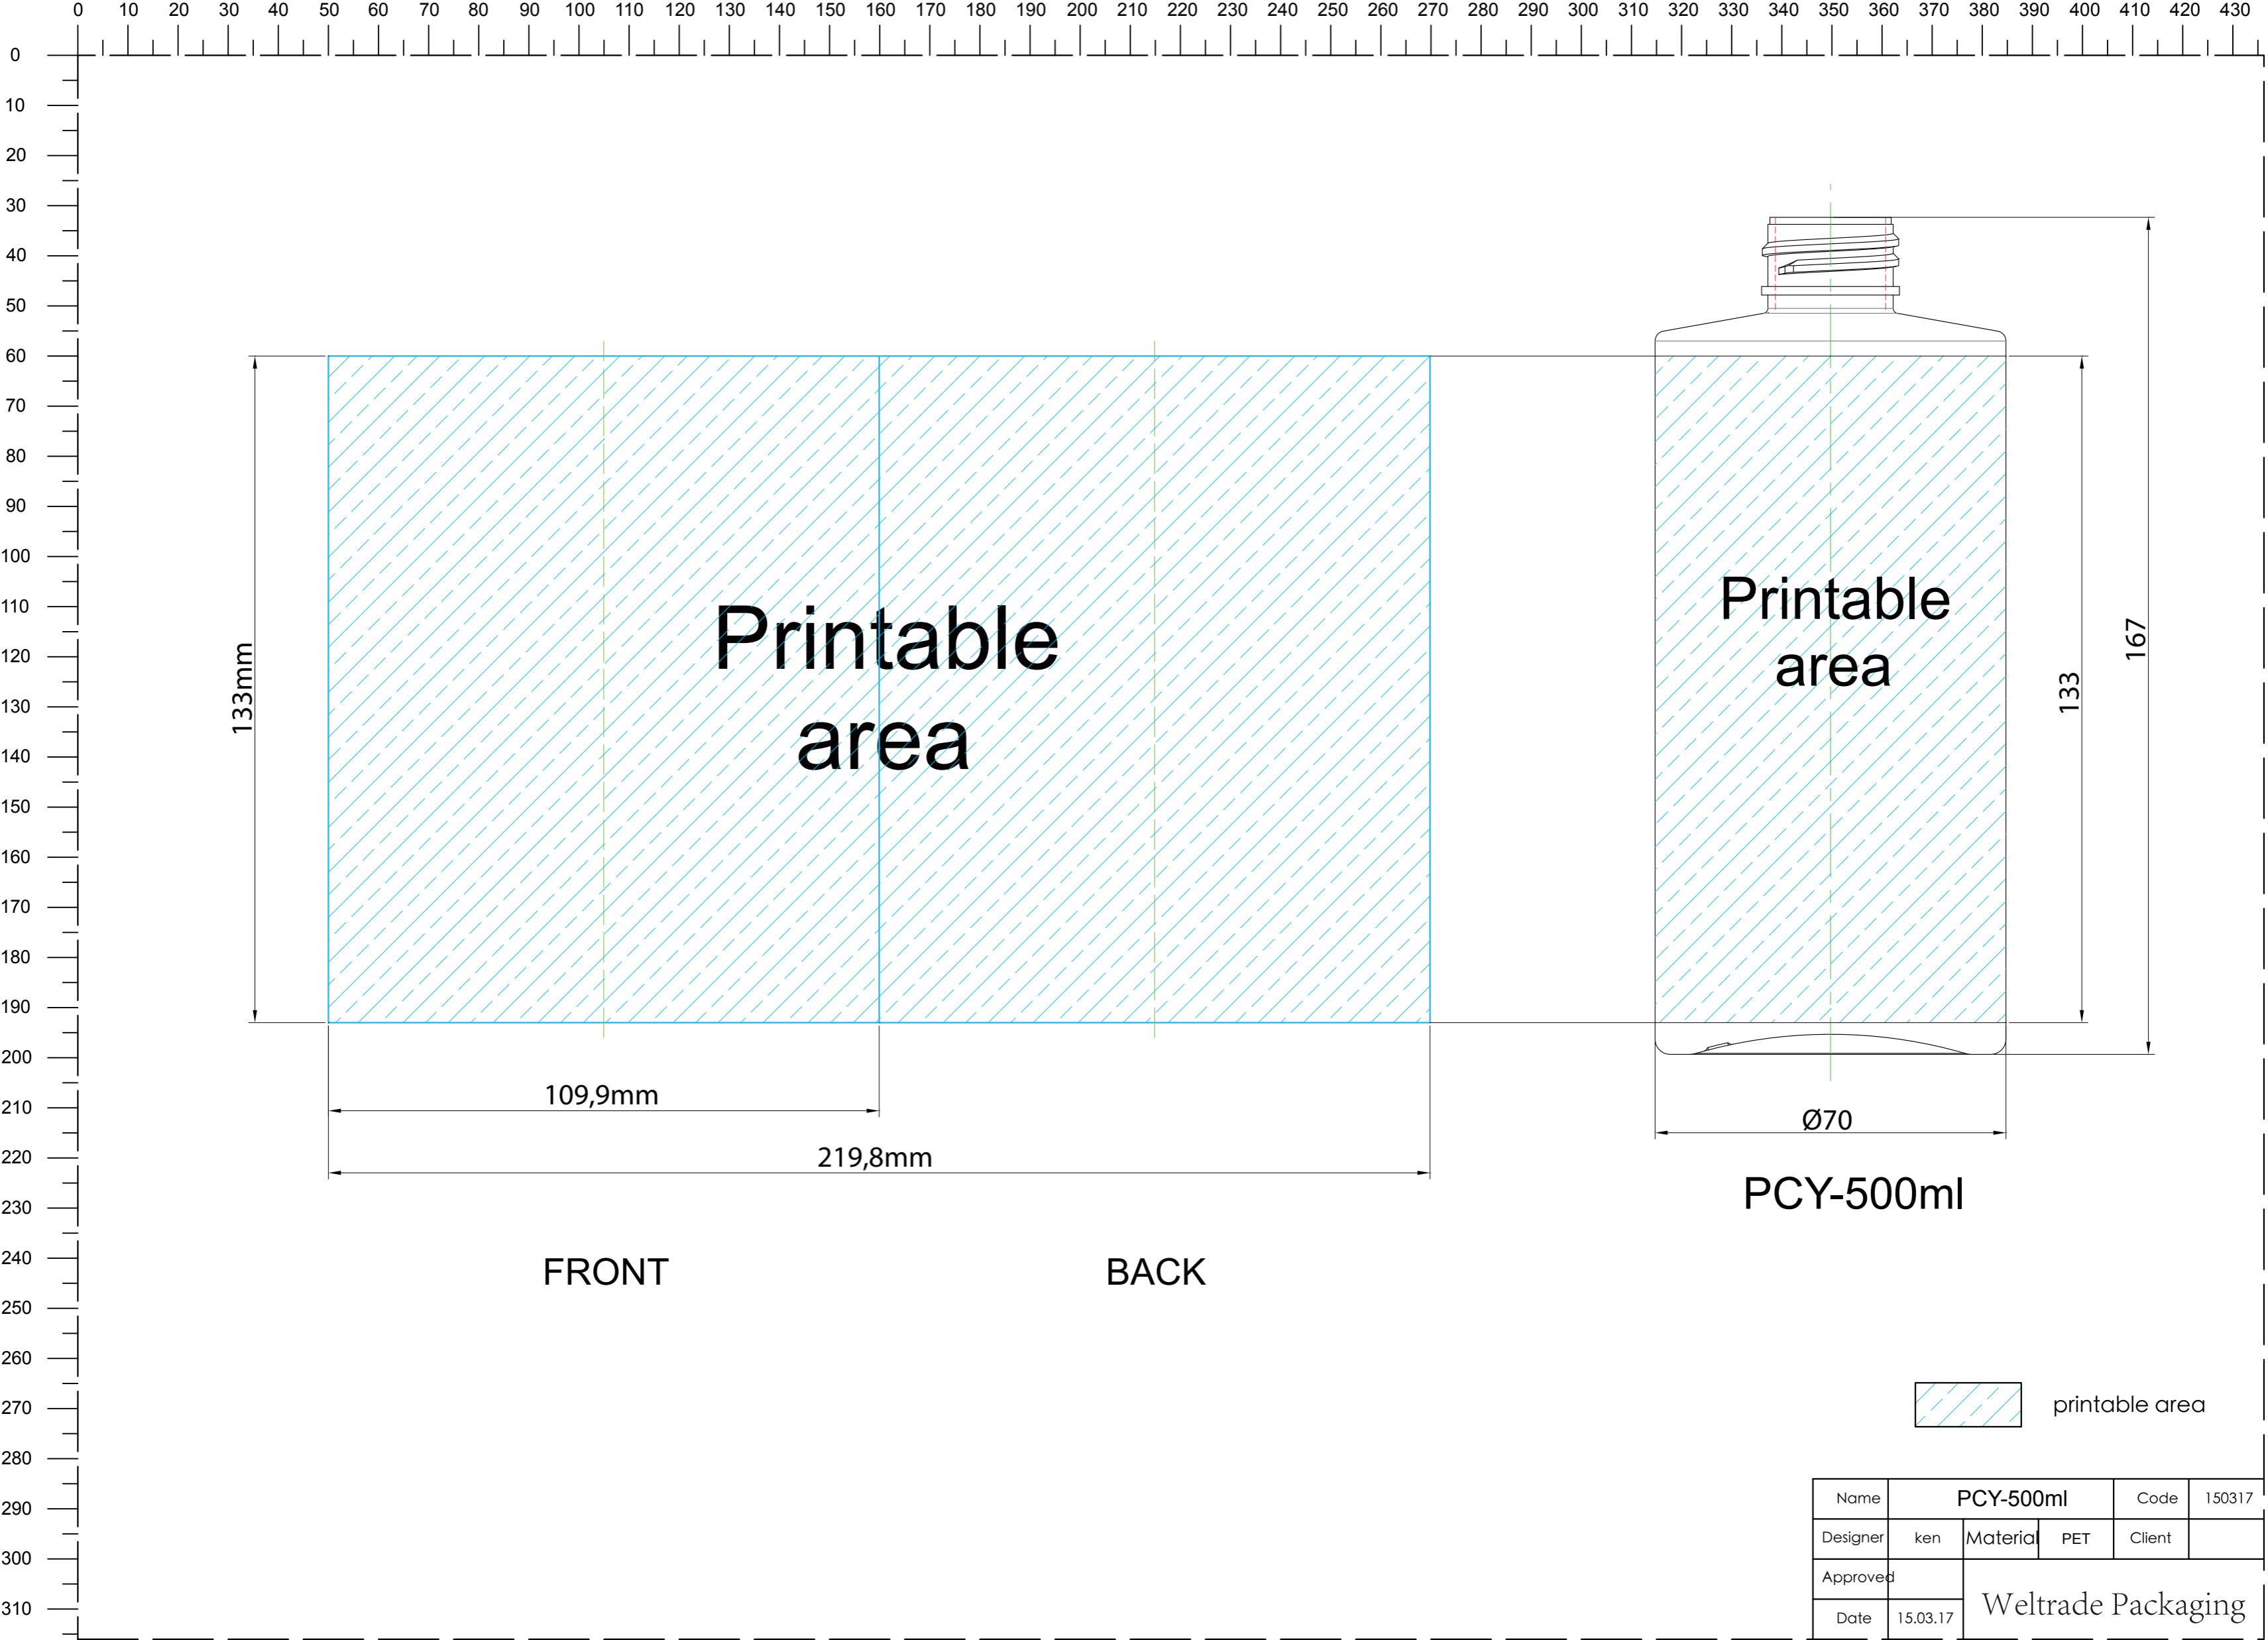 0 10 20 30 40 50 60 70 80 90 100 110 120 130 140 150 160 170 180 190 200 210 220 230 240 250 260 270 280 290 300 310 320 330 340 350 360 370 380 390 400 410 420 430
0
10
20
30
40
50
60
70
80
90
100
110
120
130
140
150
160
170
180
190
200
210
220
230
240
250
260
270
280
290
300
310
133mm
Printable
area
109,9mm
219,8mm
FRONT
BACK
Printable
area
133
167
Ø70
PCY-500ml
printable area
Name PCY-500ml Code 150317
Designer ken Material PET Client
Approved
Date 15.03.17
Weltrade Packaging